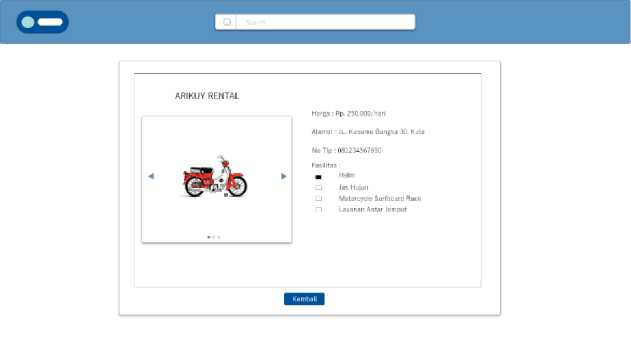 Search
ARIKUY RENTAL
Harga : Rp. 250.000/hari
Alamat : JL. Kusuma Bangsa 30, Kuta
No Tlp : 081234567890
Fasilitas :
Helm
Jas Hujan
Motorcycle Surfboard Rack
Layanan Antar Jemput
Kembali